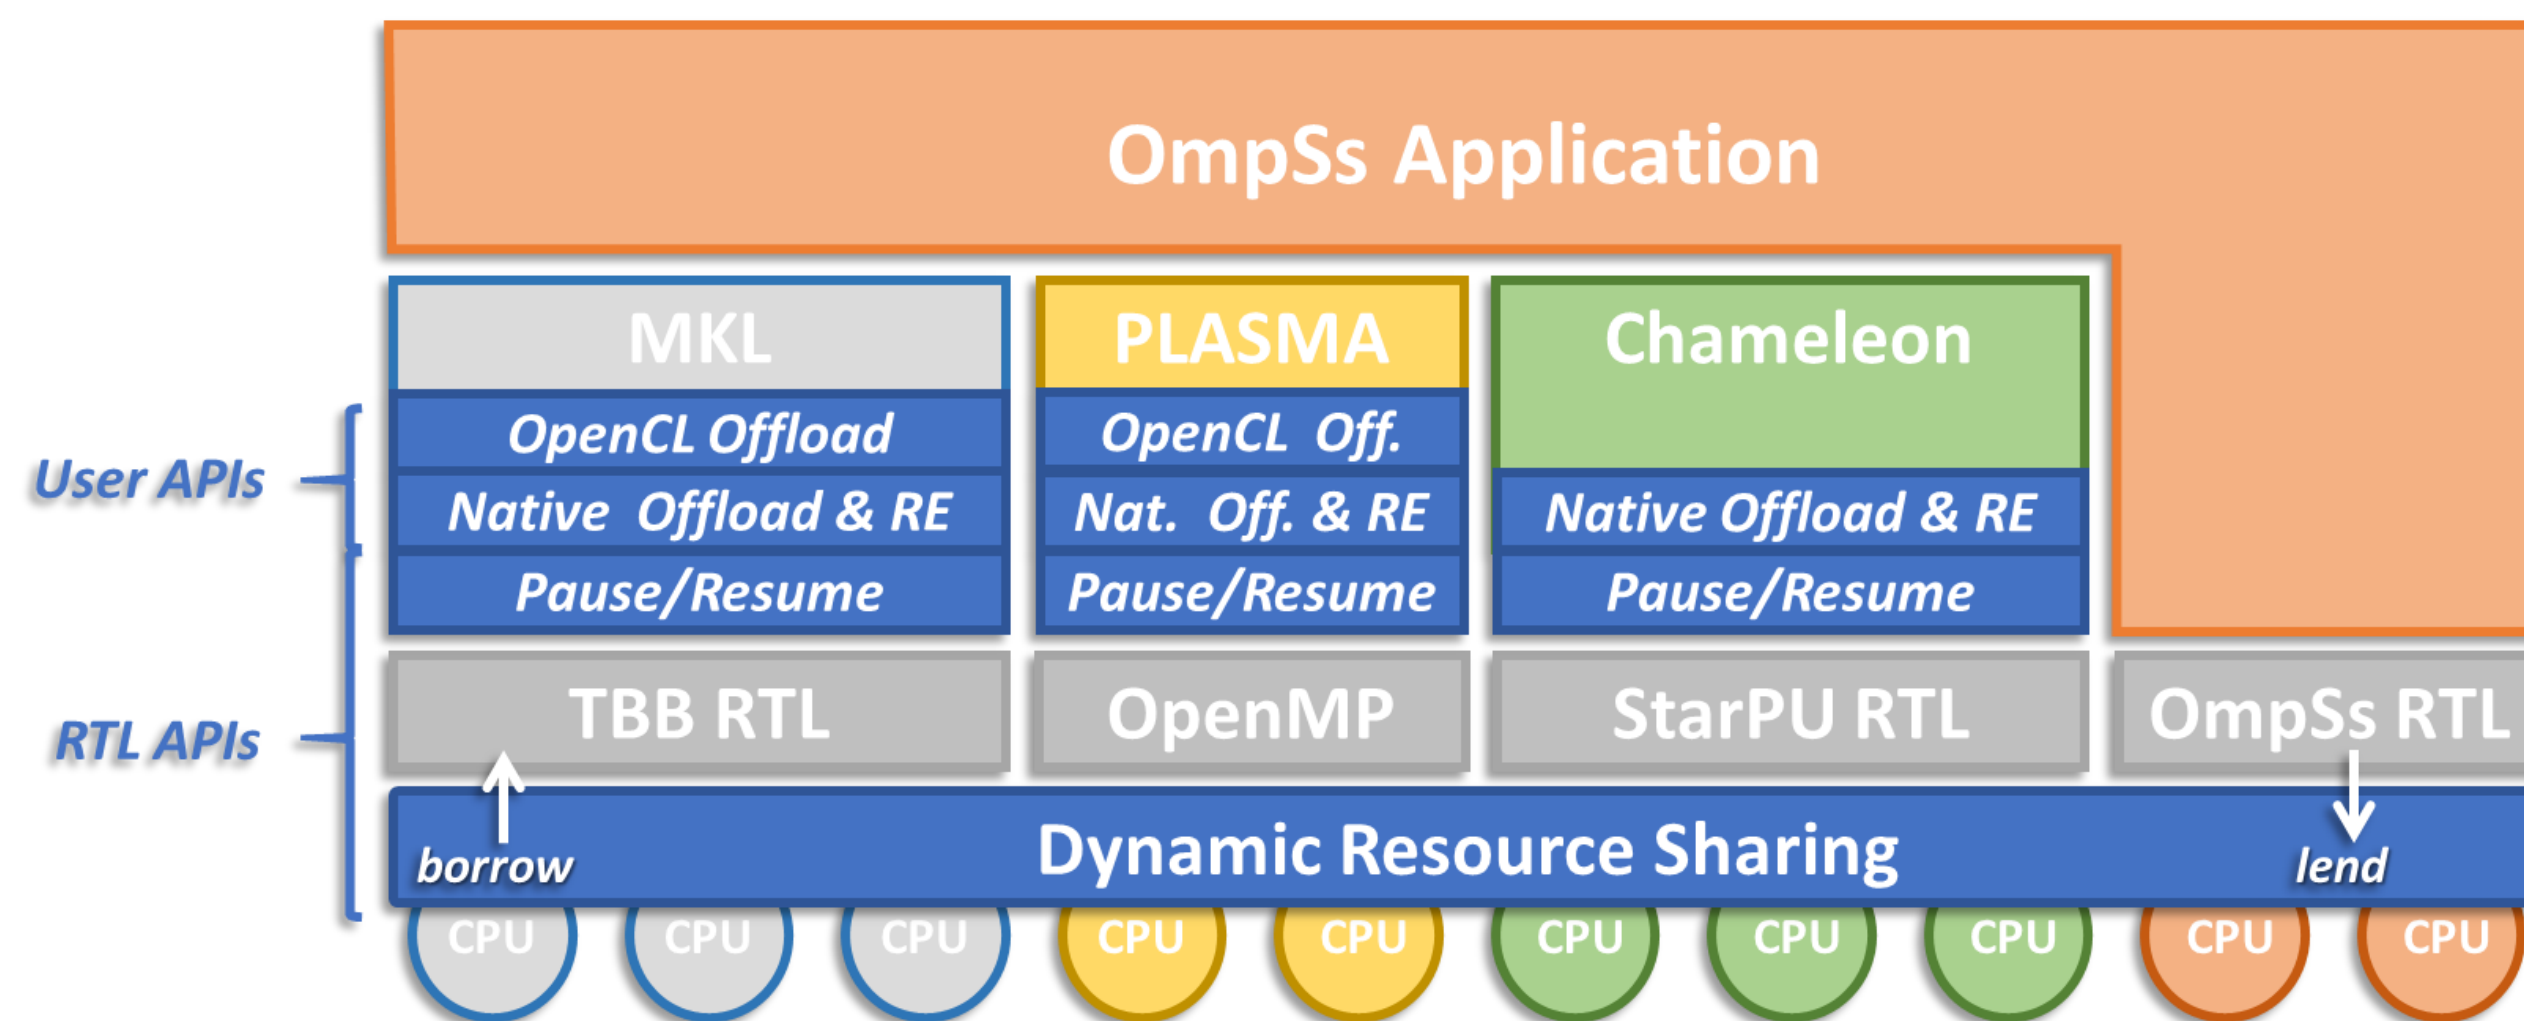 OmpSs Application
MKL
PLASMA
Chameleon
OpenCL Offload
OpenCL Off.
User APIs
Native Offload & RE
Nat. Off. & RE
Native Offload & RE
Pause/Resume
Pause/Resume
Pause/Resume
RTL APIs
TBB RTL
OpenMP
StarPU RTL
OmpSs RTL
borrow
Dynamic Resource Sharing
lend
CPU
CPU
CPU
CPU
CPU
CPU
CPU
CPU
CPU
CPU